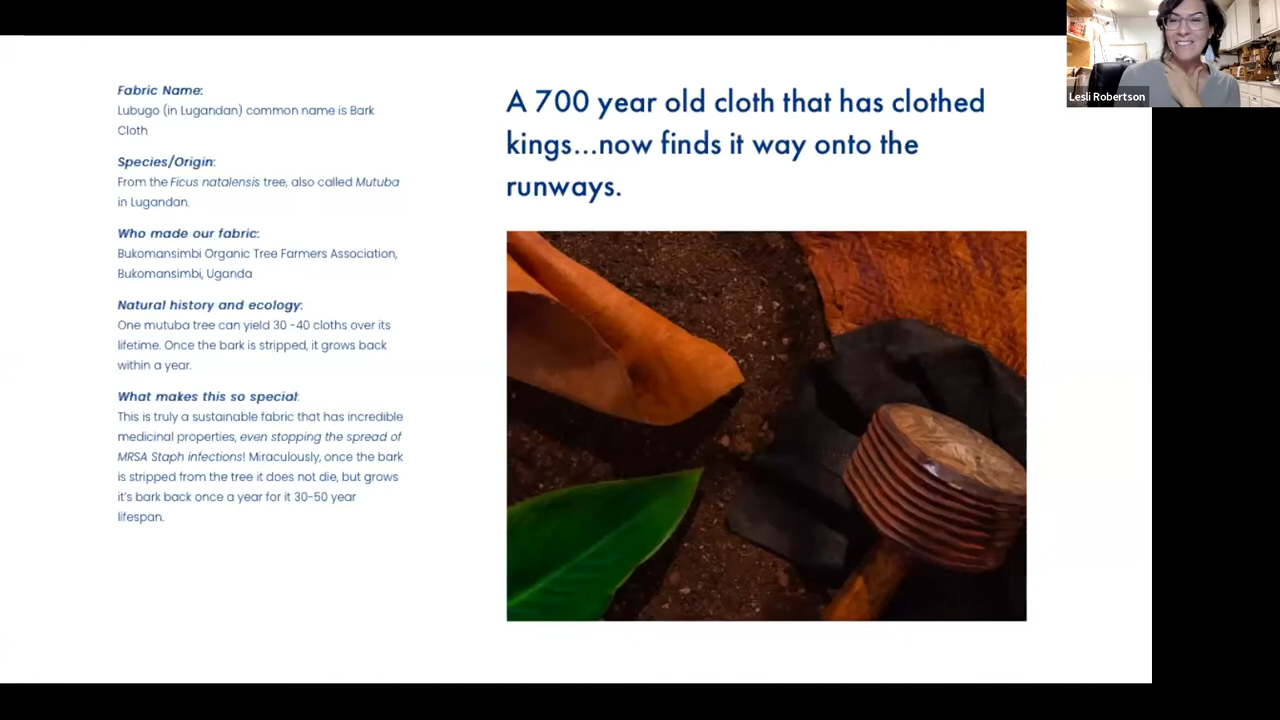 Fabric Name:
Lubugo (in Lugandan) common name is Bark
Cloth
Species/Origin:
From the Ficus natalensis tree, also called Mutuba
in Lugandan.
Who made our fabric:
Bukomansimbi Organic Tree Farmers Association,
Bukomansimbi, Uganda
Natural history and ecology:
One mutuba tree can yield 30 -40 cloths over its
lifetime. Once the bark is stripped, it grows back
within a year.
What makes this so special:
This is truly a sustainable fabric that has incredible
medicinal properties, even stopping the spread of
MRSA Staph infections! Miraculously, once the bark
is stripped from the tree it does not die, but grows
it's bark back once a year for it 30-50 year
lifespan.
A 700 year old cloth that has clothed
kings...now finds it way onto the
runways.
Lesli Robertson